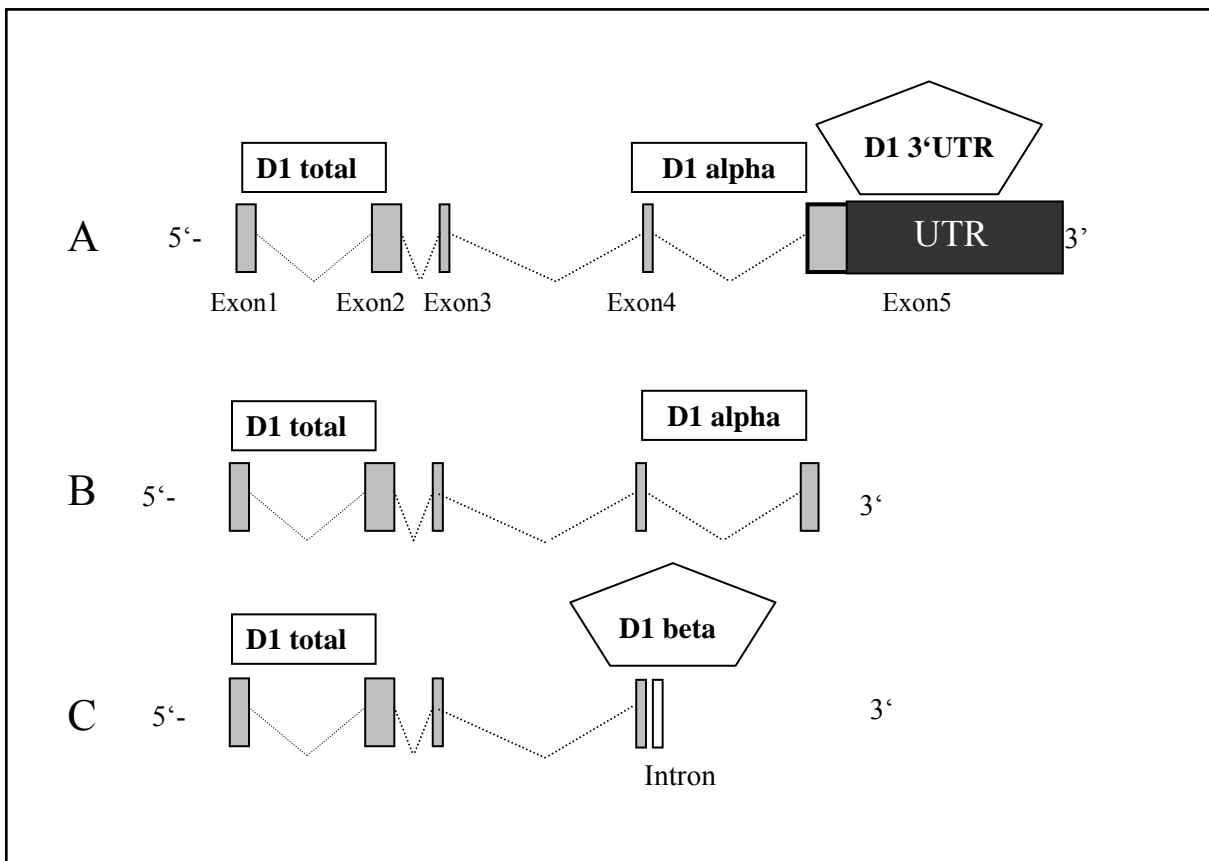 D1 3‘UTR
D1 total
D1 alpha
A
5‘-
UTR
3’
Exon1
Exon2
Exon3
Exon4
Exon5
D1 total
D1 alpha
B
5‘-
3‘
D1 total
D1 beta
C
5‘-
3‘
Intron